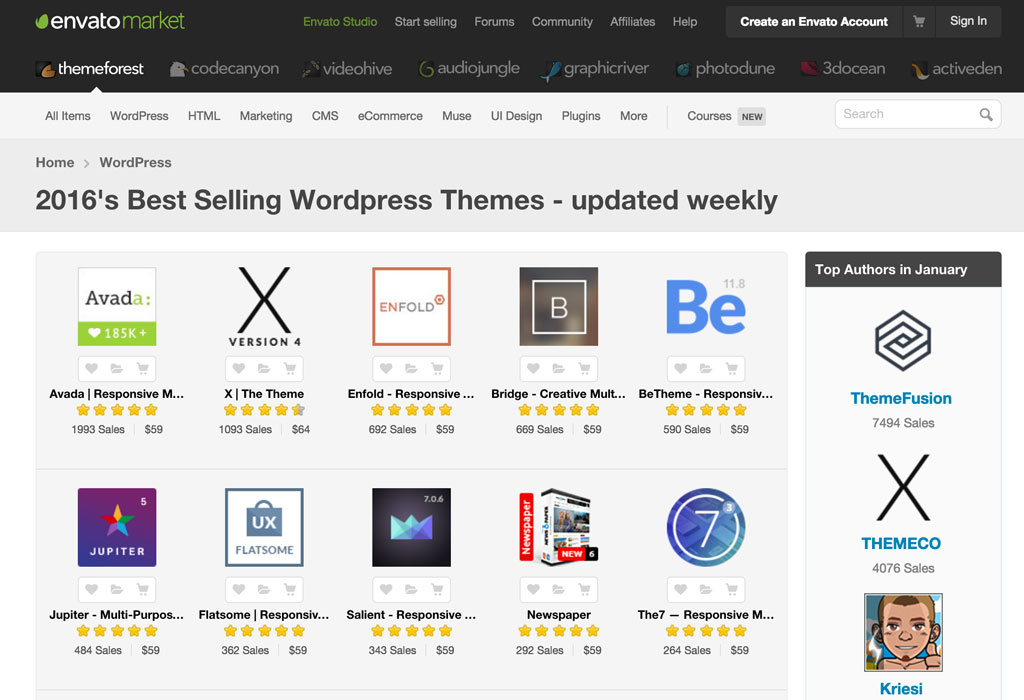 envatomarket
Envato Studio Start selling Forums Community Affiliates Help
Create an Envato Account Sign In
themeforest codecanyon videohive audiojungle graphicriver photodune 3docean activeden
All Items WordPress HTML Marketing CMS eCommerce Muse UI Design Plugins More Courses NEW
Search
Home WordPress
2016's Best Selling Wordpress Themes - updated weekly
Avada:
185K+
VERSION 4
ENFOLD
B
11.8
Be
Avada | Responsive M... X | The Theme Enfold - Responsive ... Bridge - Creative Mult... BeTheme - Responsiv...
1993 Sales $59 1093 Sales $64 692 Sales $59 669 Sales $59 590 Sales $59
5
JUPITER
UX
FLATSOME
7.0.6
Newspaper
NEW 6
7 3
Jupiter - Multi-Purpos... Flatsome | Responsiv... Salient - Responsive ... Newspaper The7 — Responsive M...
484 Sales $59 362 Sales $59 343 Sales $59 292 Sales $59 264 Sales $59
Top Authors in January
ThemeFusion
7494 Sales
X
THEMECO
4076 Sales
Kriesi